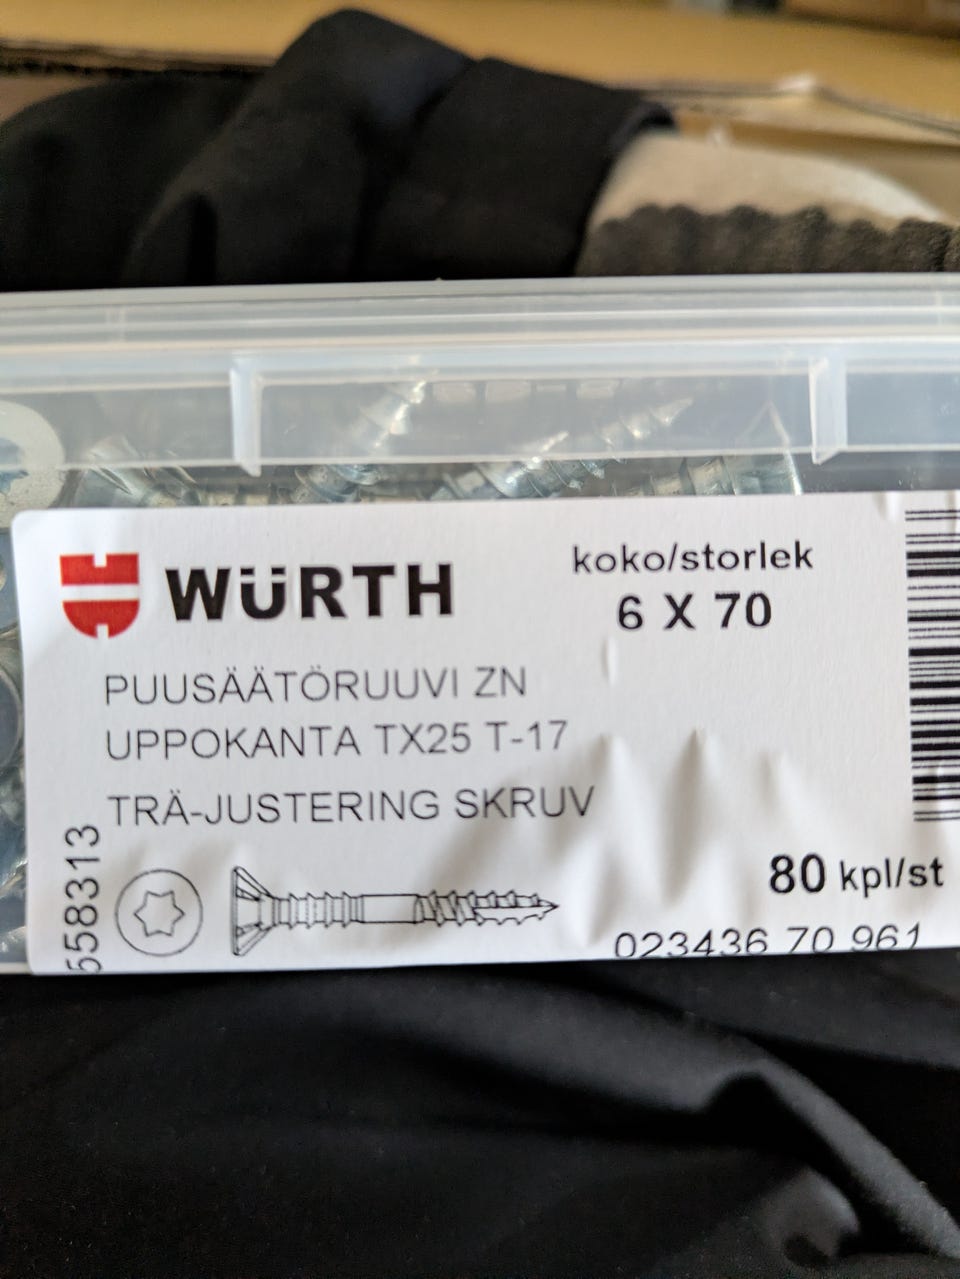 WÜRTH
koko/storlek
6 X 70
PUUSÄÄTÖRUUVI ZN
UPPOKANTA TX25 T-17
TRÄ-JUSTERING SKRUV
558313
80 kpl/st
023436 70 961